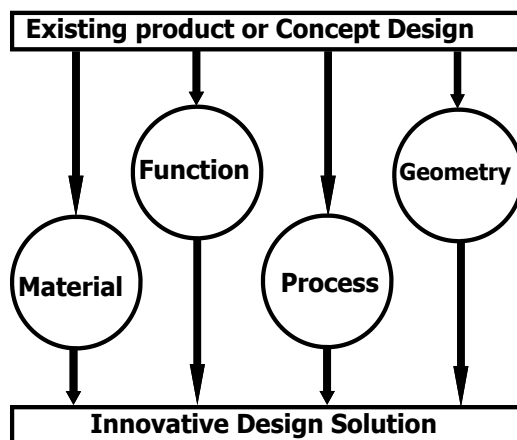 Existing product or Concept Design
Function
Geometry
Material
Process
Innovative Design Solution